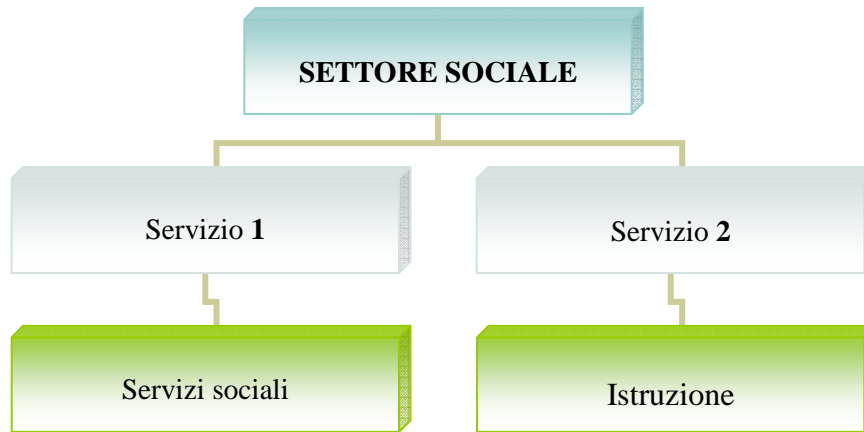 SETTORE SOCIALE
Servizio 1
Servizio 2
Servizi sociali
Istruzione